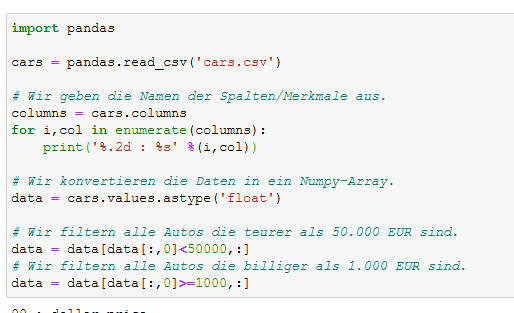 import pandas
cars = pandas.read_csv('cars.csv')
# Wir geben die Namen der Spalten/Merkmale aus.
columns = cars.columns
for i,col in enumerate(columns):
    print('%.2d : %s' %(i,col))
# Wir konvertieren die Daten in ein Numpy-Array.
data = cars.values.astype('float')
# Wir filtern alle Autos die teurer als 50.000 EUR sind.
data = data[data[:,0]<50000,:]
# Wir filtern alle Autos die billiger als 1.000 EUR sind.
data = data[data[:,0]>=1000,:]